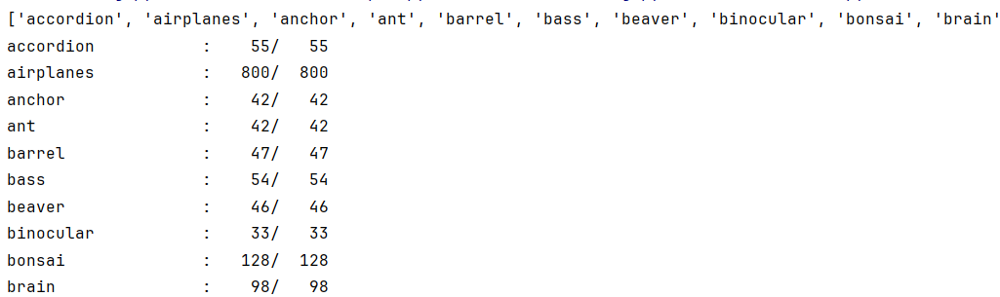 ['accordion', 'airplanes', 'anchor', 'ant', 'barrel', 'bass', 'beaver', 'binocular', 'bonsai', 'brain'
accordion : 55/ 55
airplanes : 800/ 800
anchor : 42/ 42
ant : 42/ 42
barrel : 47/ 47
bass : 54/ 54
beaver : 46/ 46
binocular : 33/ 33
bonsai : 128/ 128
brain : 98/ 98